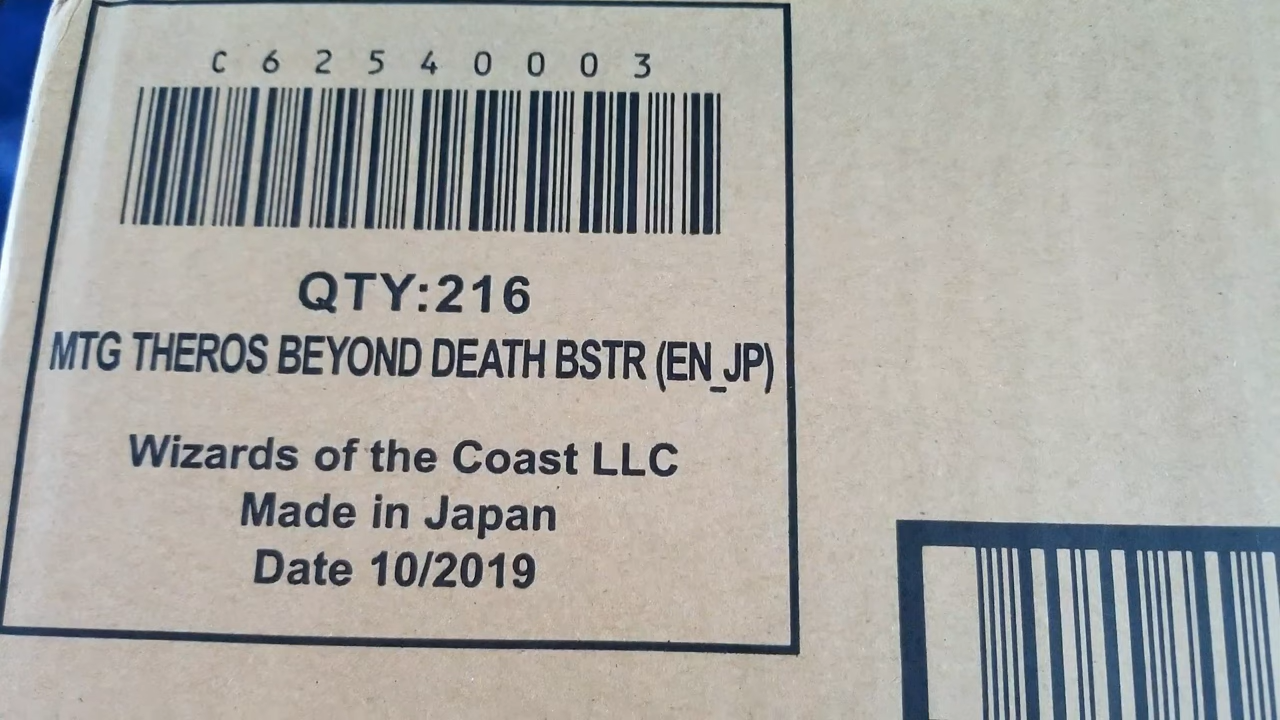 C62540003
QTY:216
MTG THEROS BEYOND DEATH BSTR (EN_JP)
Wizards of the Coast LLC
Made in Japan
Date 10/2019